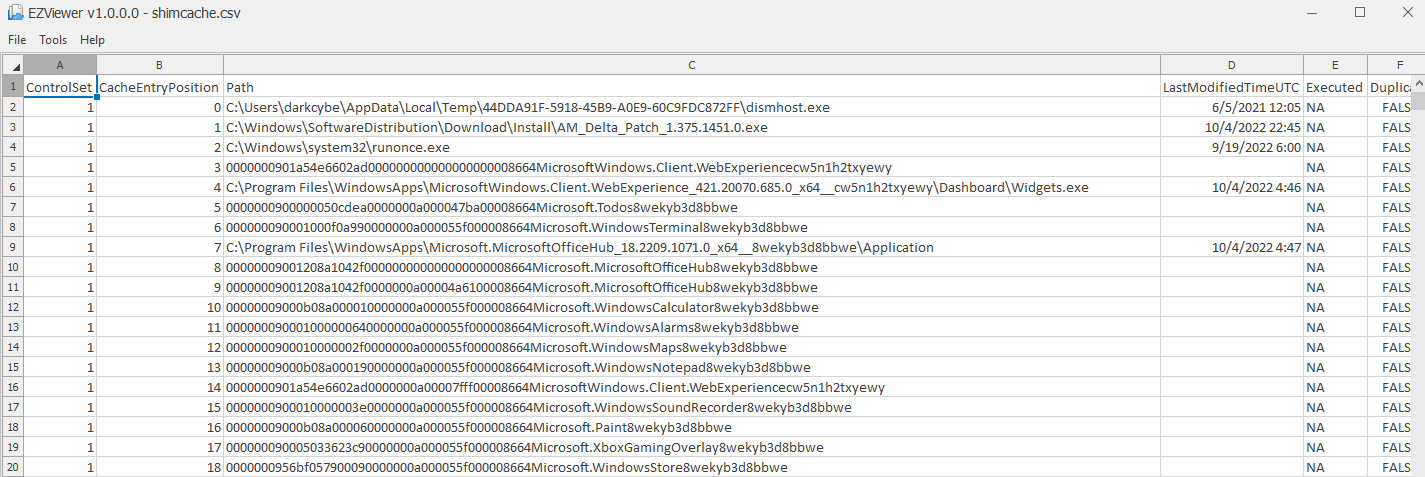 EZViewer v1.0.0.0 - shimcache.csv
File Tools Help
A B C D E F
1 ControlSet CacheEntryPosition Path LastModifiedTimeUTC Executed Duplica
2 1 0 C:\Users\darkcybe\AppData\Local\Temp\44DDA91F-5918-45B9-A0E9-60C9FDC872FF\dismhost.exe 6/5/2021 12:05 NA FALS
3 1 1 C:\Windows\SoftwareDistribution\Download\Install\AM_Delta_Patch_1.375.1451.0.exe 10/4/2022 22:45 NA FALS
4 1 2 C:\Windows\system32\runonce.exe 9/19/2022 6:00 NA FALS
5 1 3 0000000901a54e6602ad000000000000000000008664MicrosoftWindows.Client.WebExperiencecw5n1h2txyewy NA FALS
6 1 4 C:\Program Files\WindowsApps\MicrosoftWindows.Client.WebExperience_421.20070.685.0_x64__cw5n1h2txyewy\Dashboard\Widgets.exe 10/4/2022 4:46 NA FALS
7 1 5 0000000900000050cdea0000000a000047ba00008664Microsoft.Todos8wekyb3d8bbwe NA FALS
8 1 6 000000090001000f0a990000000a000055f000008664Microsoft.WindowsTerminal8wekyb3d8bbwe NA FALS
9 1 7 C:\Program Files\WindowsApps\Microsoft.MicrosoftOfficeHub_18.2209.1071.0_x64__8wekyb3d8bbwe\Application 10/4/2022 4:47 NA FALS
10 1 8 00000009001208a1042f000000000000000000008664Microsoft.MicrosoftOfficeHub8wekyb3d8bbwe NA FALS
11 1 9 00000009001208a1042f0000000a00004a6100008664Microsoft.MicrosoftOfficeHub8wekyb3d8bbwe NA FALS
12 1 10 00000009000b08a000010000000a000055f000008664Microsoft.WindowsCalculator8wekyb3d8bbwe NA FALS
13 1 11 000000090001000000640000000a000055f000008664Microsoft.WindowsAlarms8wekyb3d8bbwe NA FALS
14 1 12 0000000900010000002f0000000a000055f000008664Microsoft.WindowsMaps8wekyb3d8bbwe NA FALS
15 1 13 00000009000b08a000190000000a000055f000008664Microsoft.WindowsNotepad8wekyb3d8bbwe NA FALS
16 1 14 0000000901a54e6602ad0000000a00007fff00008664MicrosoftWindows.Client.WebExperiencecw5n1h2txyewy NA FALS
17 1 15 0000000900010000003e0000000a000055f000008664Microsoft.WindowsSoundRecorder8wekyb3d8bbwe NA FALS
18 1 16 00000009000b08a000060000000a000055f000008664Microsoft.Paint8wekyb3d8bbwe NA FALS
19 1 17 000000090005033623c90000000a000055f000008664Microsoft.XboxGamingOverlay8wekyb3d8bbwe NA FALS
20 1 18 0000000956bf057900090000000a000055f000008664Microsoft.WindowsStore8wekyb3d8bbwe NA FALS